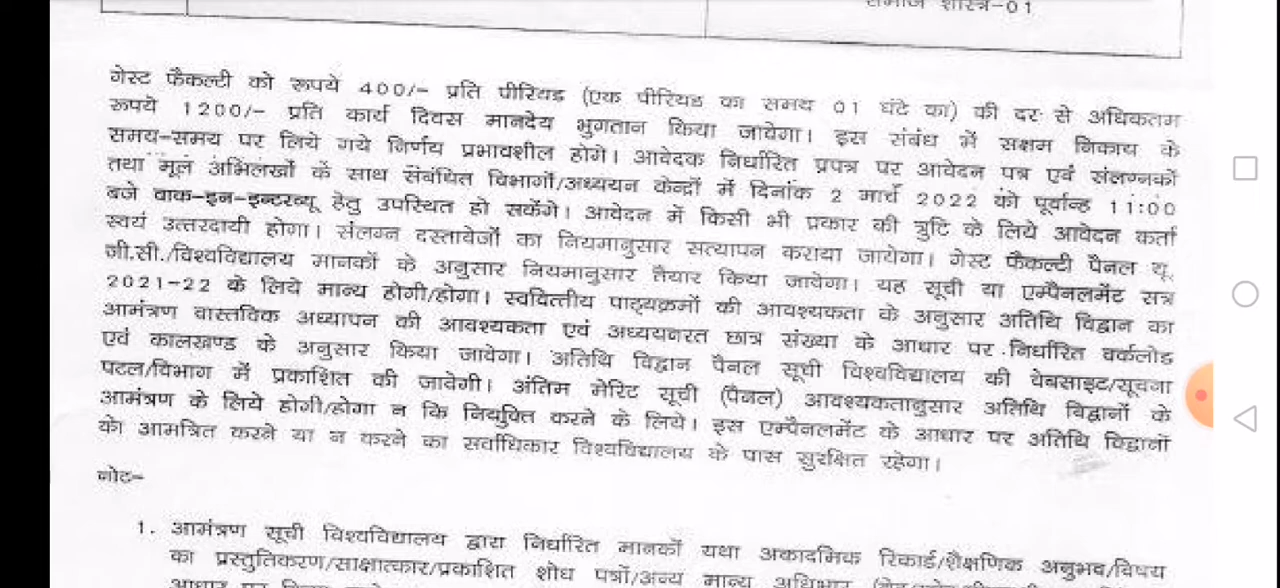 समाज शास्त्र-01
गेस्ट फैकल्टी को रूपये 400/- प्रति पीरियड (एक पीरियड का समय 01 घंटे का) की दर से अधिकतम
रूपये 1200/- प्रति कार्य दिवस मानदेय भुगतान किया जावेगा। इस संबंध में सक्षम निकाय के
समय-समय पर लिये गये निर्णय प्रभावशील होगे। आवेदक निर्धारित प्रपत्र पर आवेदन पत्र एवं संलग्नकों
तथा मूल अभिलेखों के साथ संबंधित विभागों/अध्ययन केन्द्रों में दिनांक 2 मार्च 2022 को पूर्वान्ह 11:00
बजे वाक-इन-इन्टरव्यू हेतु उपस्थित हो सकेंगे। आवेदन में किसी भी प्रकार की त्रुटि के लिये आवेदन कर्ता
स्वयं उत्तरदायी होगा। संलग्न दस्तावेजों का नियमानुसार सत्यापन कराया जायेगा। गेस्ट फैकल्टी पैनल यू.
जी.सी./विश्वविद्यालय मानकों के अनुसार नियमानुसार तैयार किया जावेगा। यह सूची या एम्पैनलमेंट सत्र
2021-22 के लिये मान्य होगी/होगा। स्ववित्तीय पाठ्यक्रमों की आवश्यकता के अनुसार अतिथि विद्वान का
आमंत्रण वास्तविक अध्यापन की आवश्यकता एवं अध्ययनरत छात्र संख्या के आधार पर निर्धारित वर्कलोड
एवं कालखण्ड के अनुसार किया जावेगा। अतिथि विद्वान पैनल सूची विश्वविद्यालय की वेबसाइट/सूचना
पटल/विभाग में प्रकाशित की जावेगी। अंतिम मेरिट सूची (पैनल) आवश्यकतानुसार अतिथि विद्वानों के
आमंत्रण के लिये होगी/होगा न कि नियुक्ति करने के लिये। इस एम्पैनलमेंट के आधार पर अतिथि विद्वानों
को आमंत्रित करने या न करने का सर्वाधिकार विश्वविद्यालय के पास सुरक्षित रहेगा।
नोट-
1. आमंत्रण सूची विश्वविद्यालय द्वारा निर्धारित मानकों यथा अकादमिक रिकार्ड/शैक्षणिक अनुभव/विषय
का प्रस्तुतिकरण/साक्षात्कार/प्रकाशित शोध पत्रों/अन्य मान्य अधिभार
आधार पर